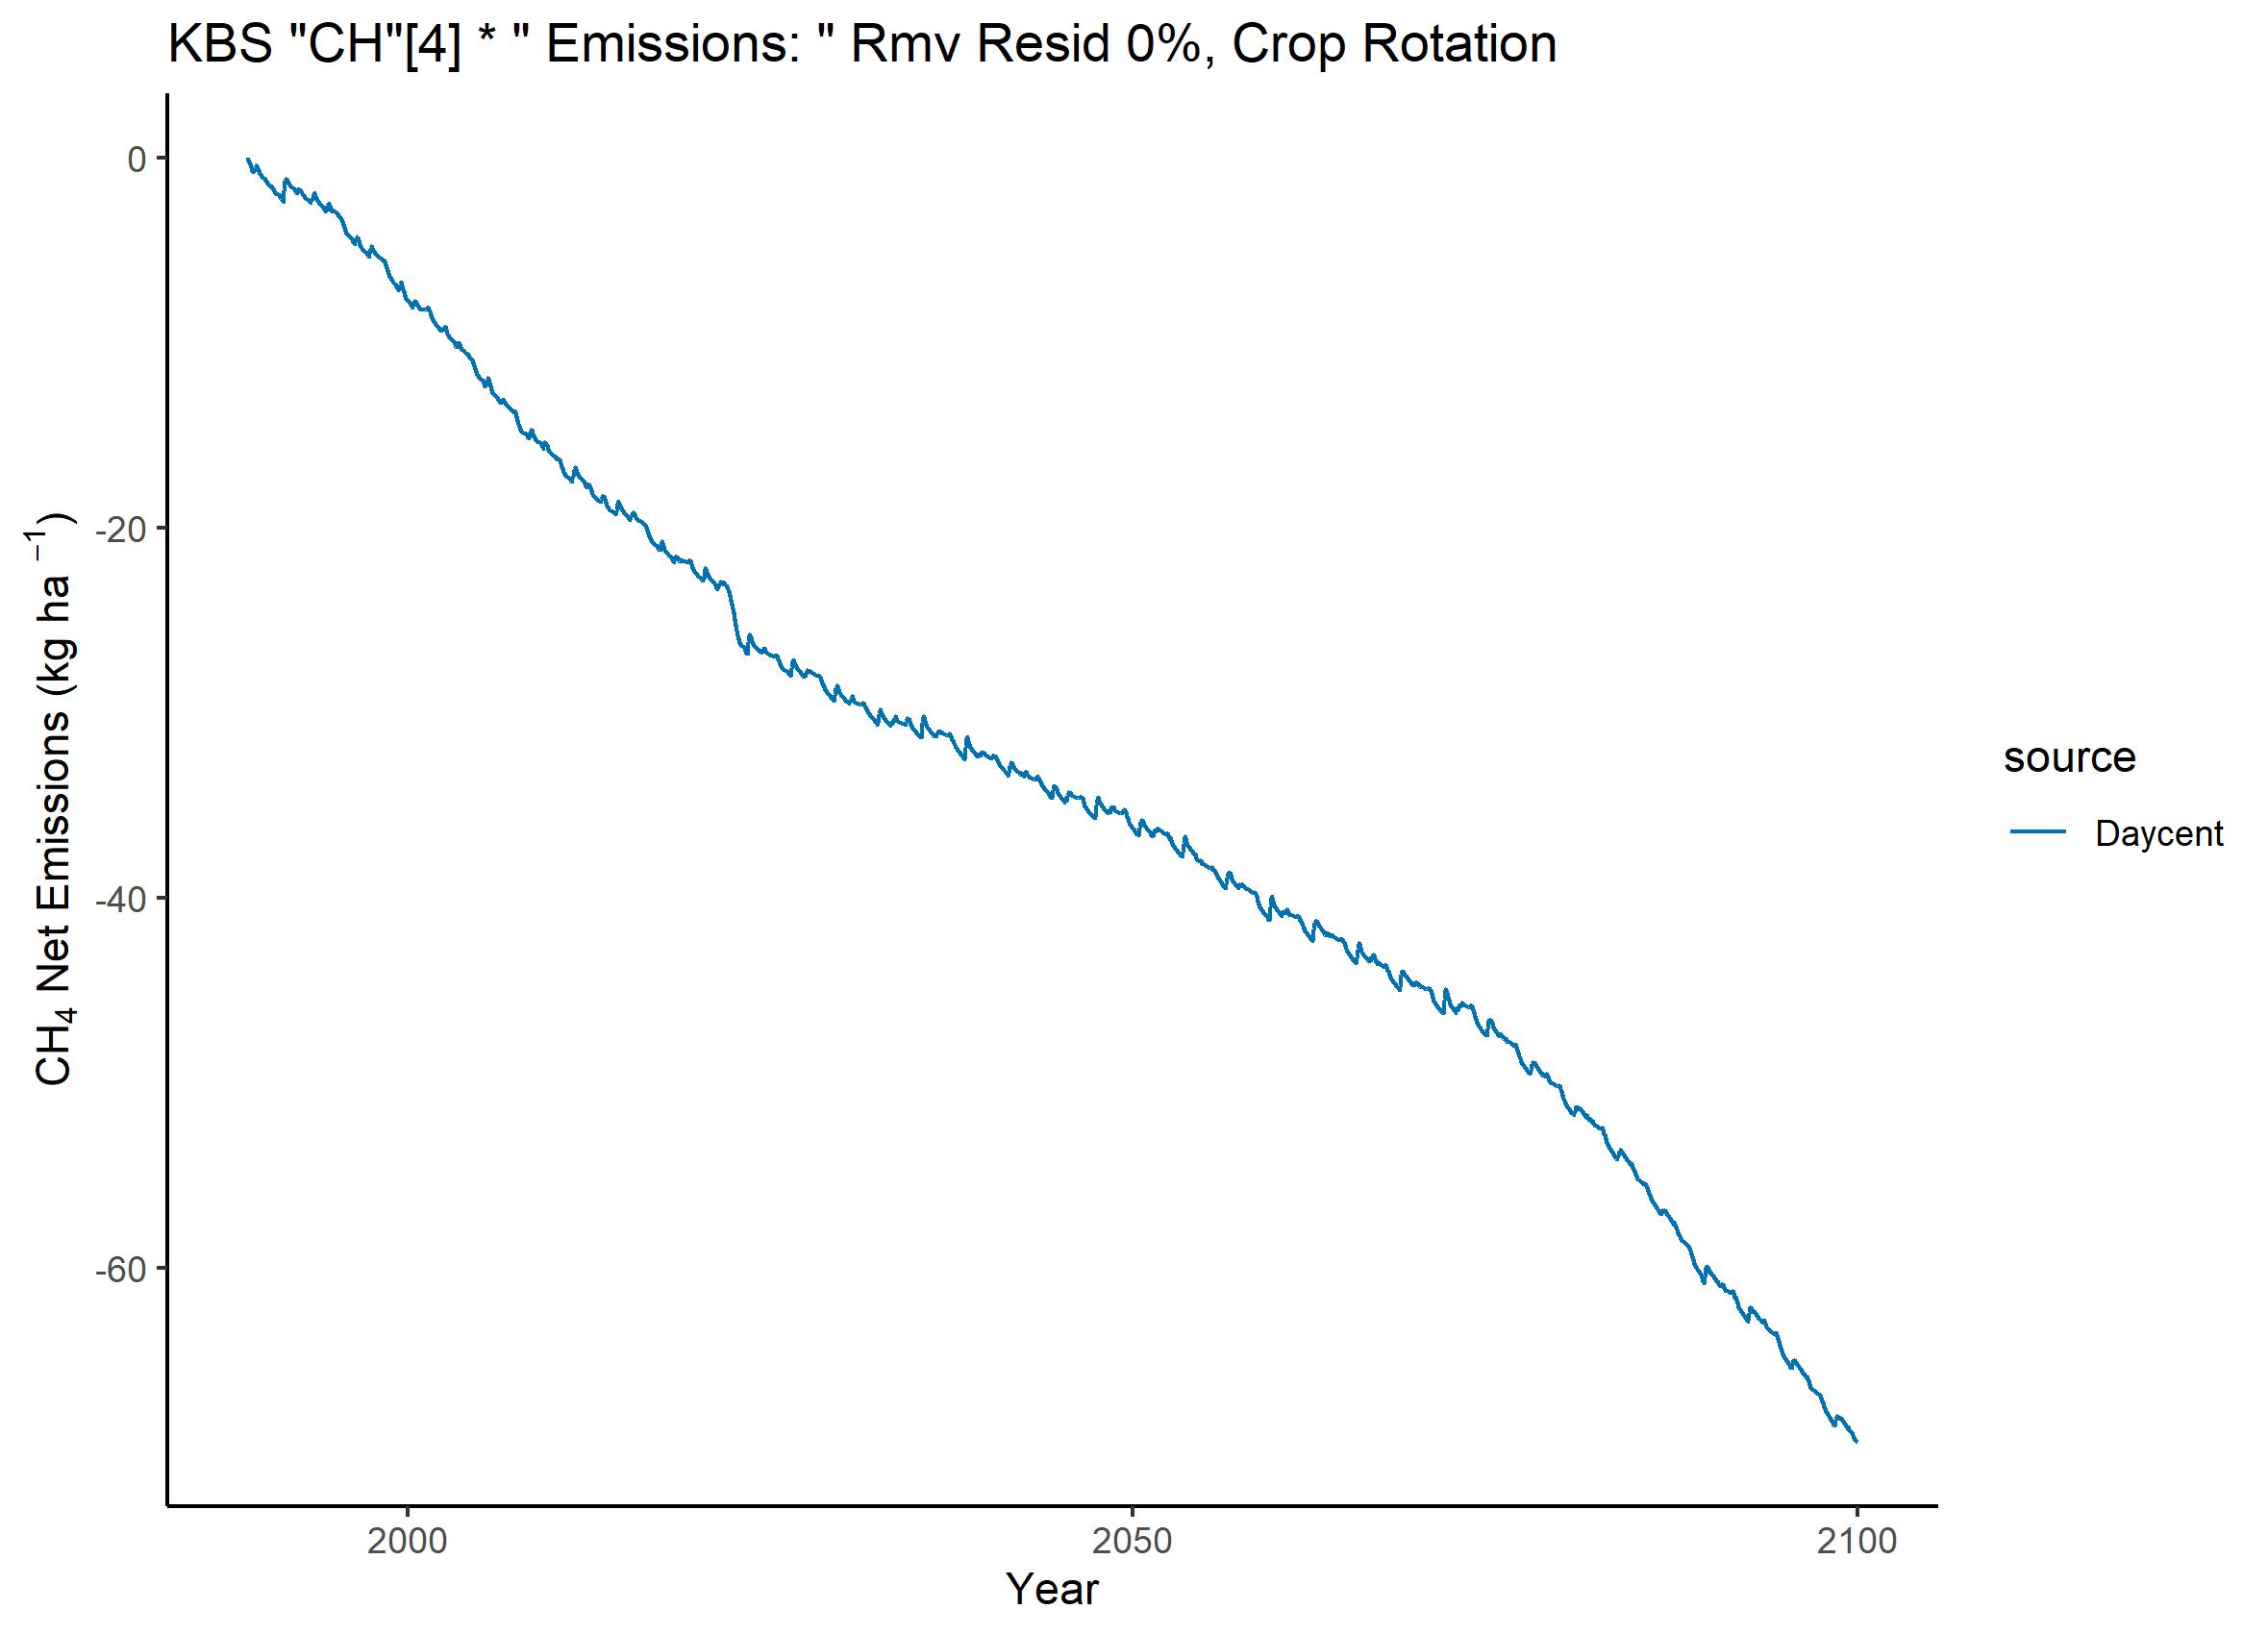 KBS "CH"[4] * " Emissions: " Rmv Resid 0%, Crop Rotation
CH₄ Net Emissions (kg ha ⁻¹)
0
-20
-40
-60
2000
2050
2100
Year
source
Daycent